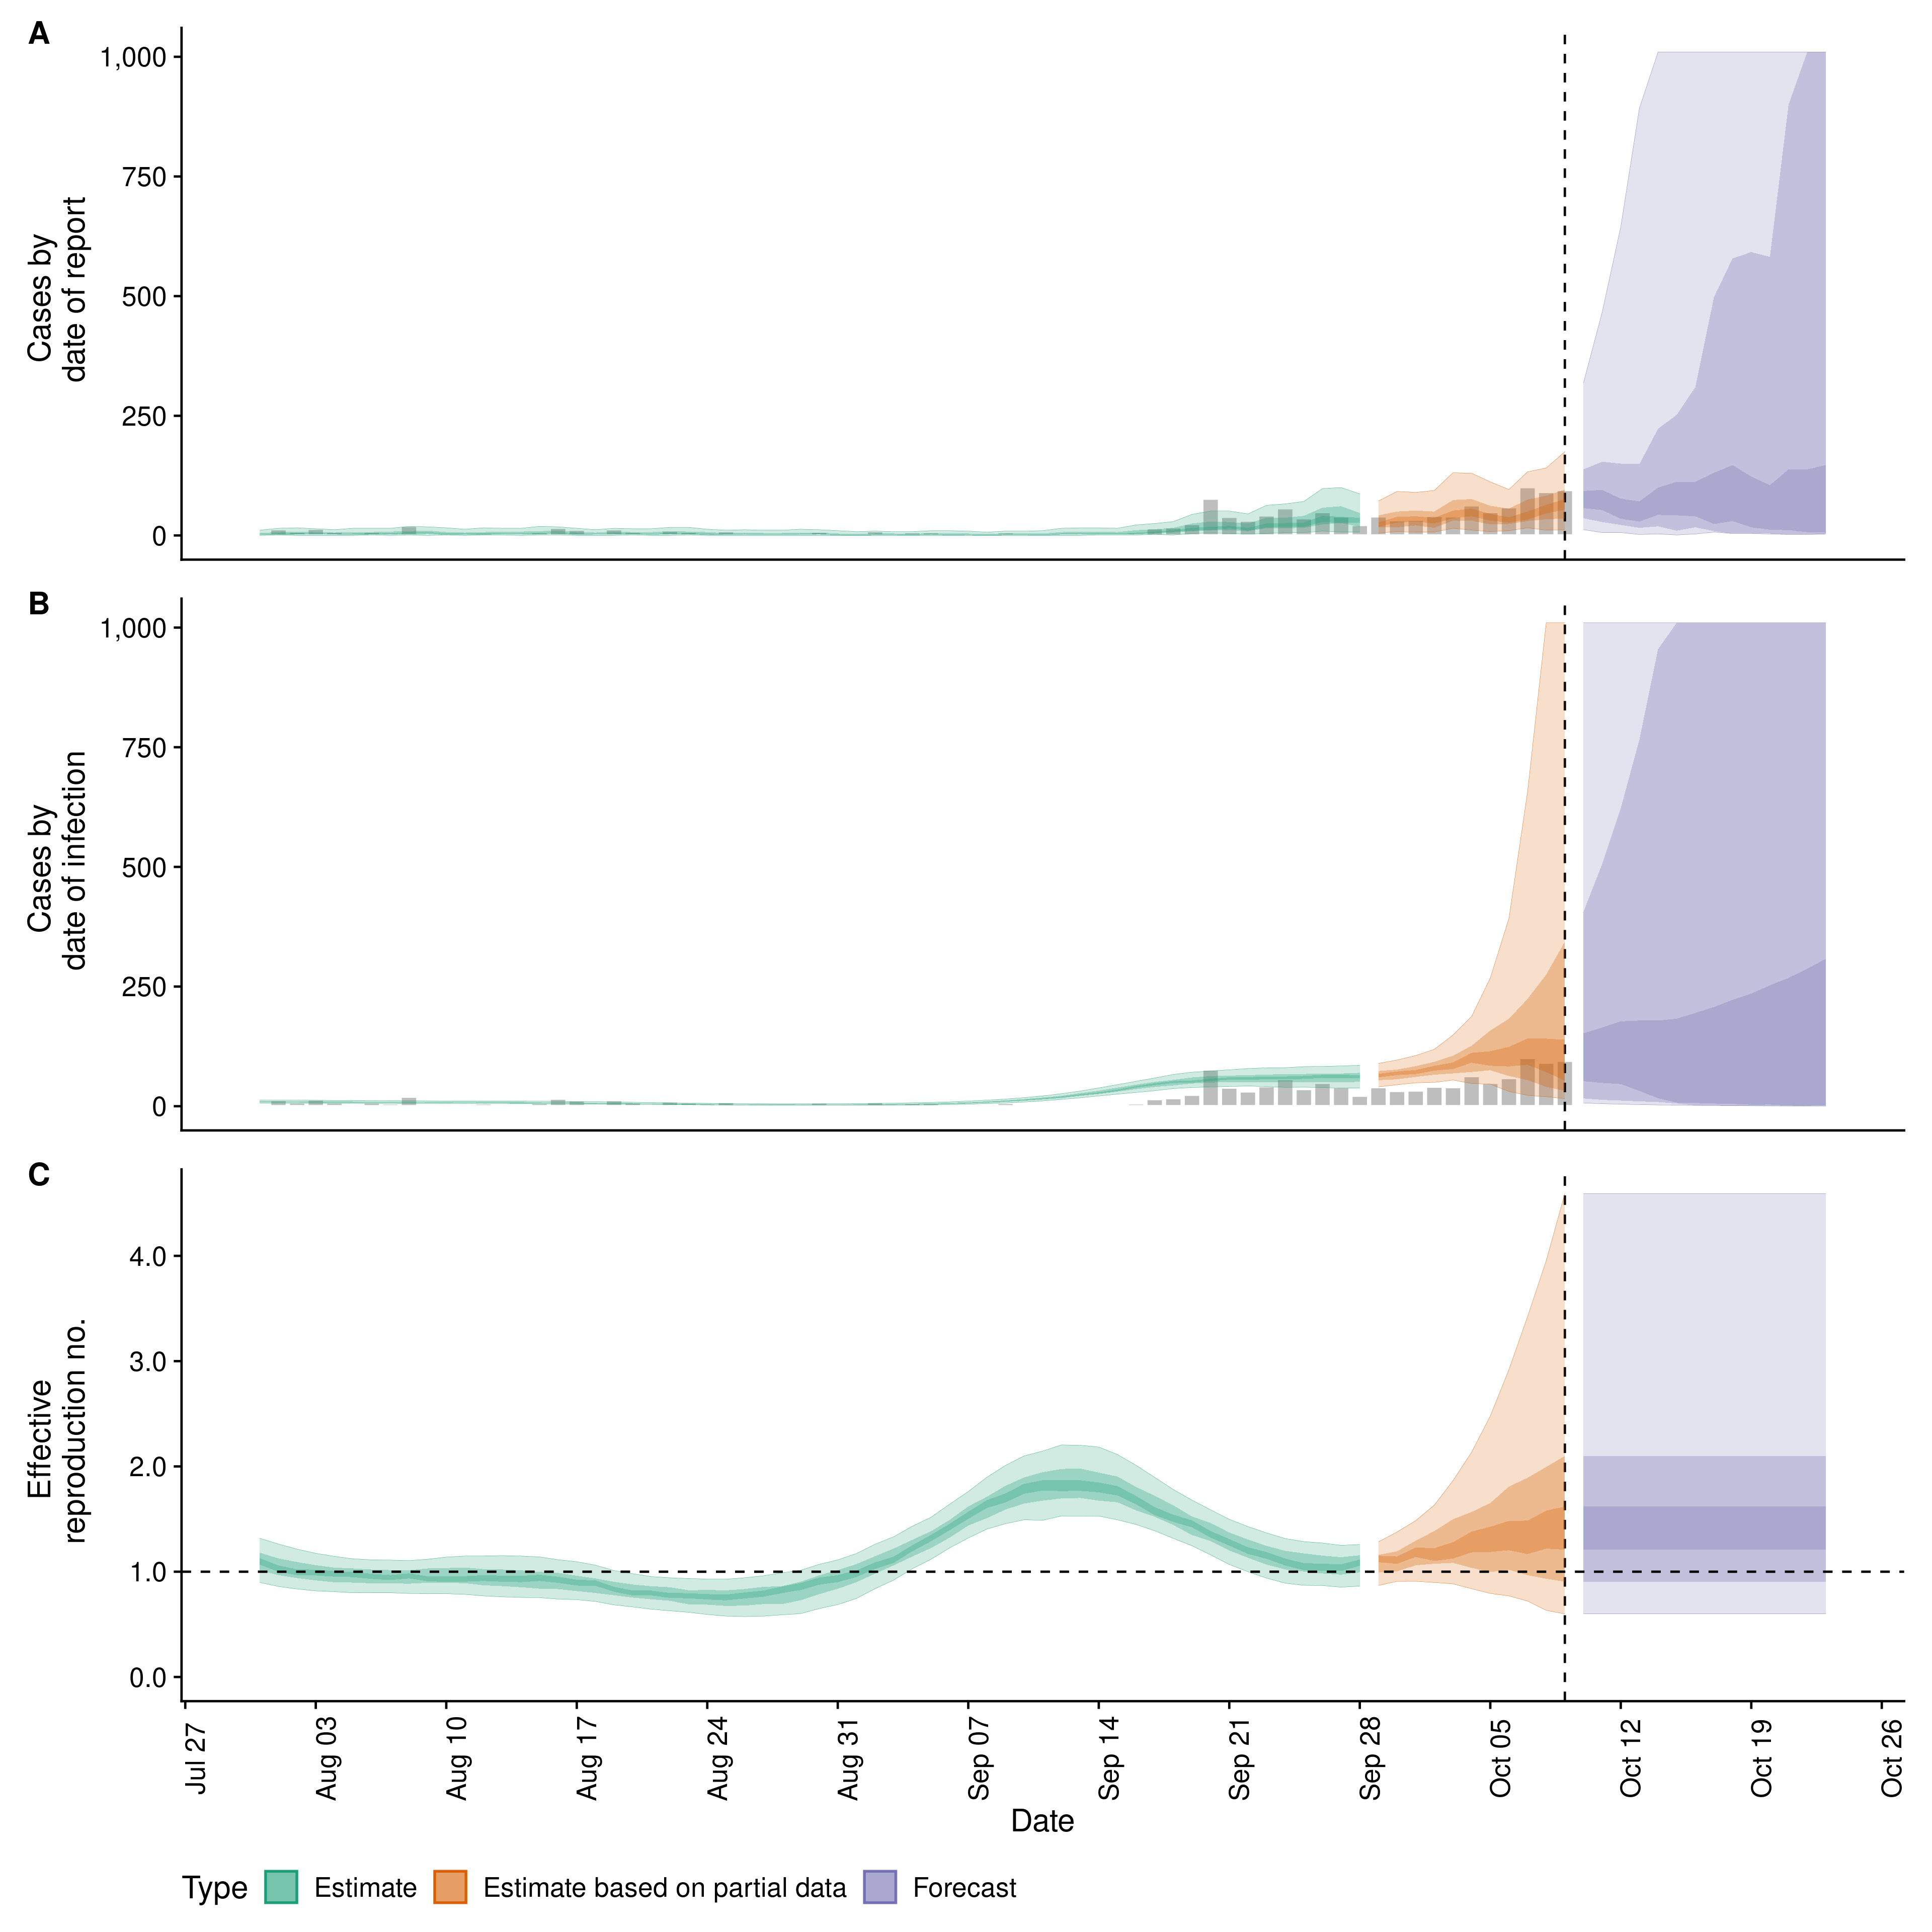 A
1,000
750
500
250
0
Cases by
date of report
B
1,000
750
500
250
0
Cases by
date of infection
C
4.0
3.0
2.0
1.0
0.0
Effective
reproduction no.
Jul 27
Aug 03
Aug 10
Aug 17
Aug 24
Aug 31
Sep 07
Sep 14
Sep 21
Sep 28
Oct 05
Oct 12
Oct 19
Oct 26
Date
Type Estimate Estimate based on partial data Forecast